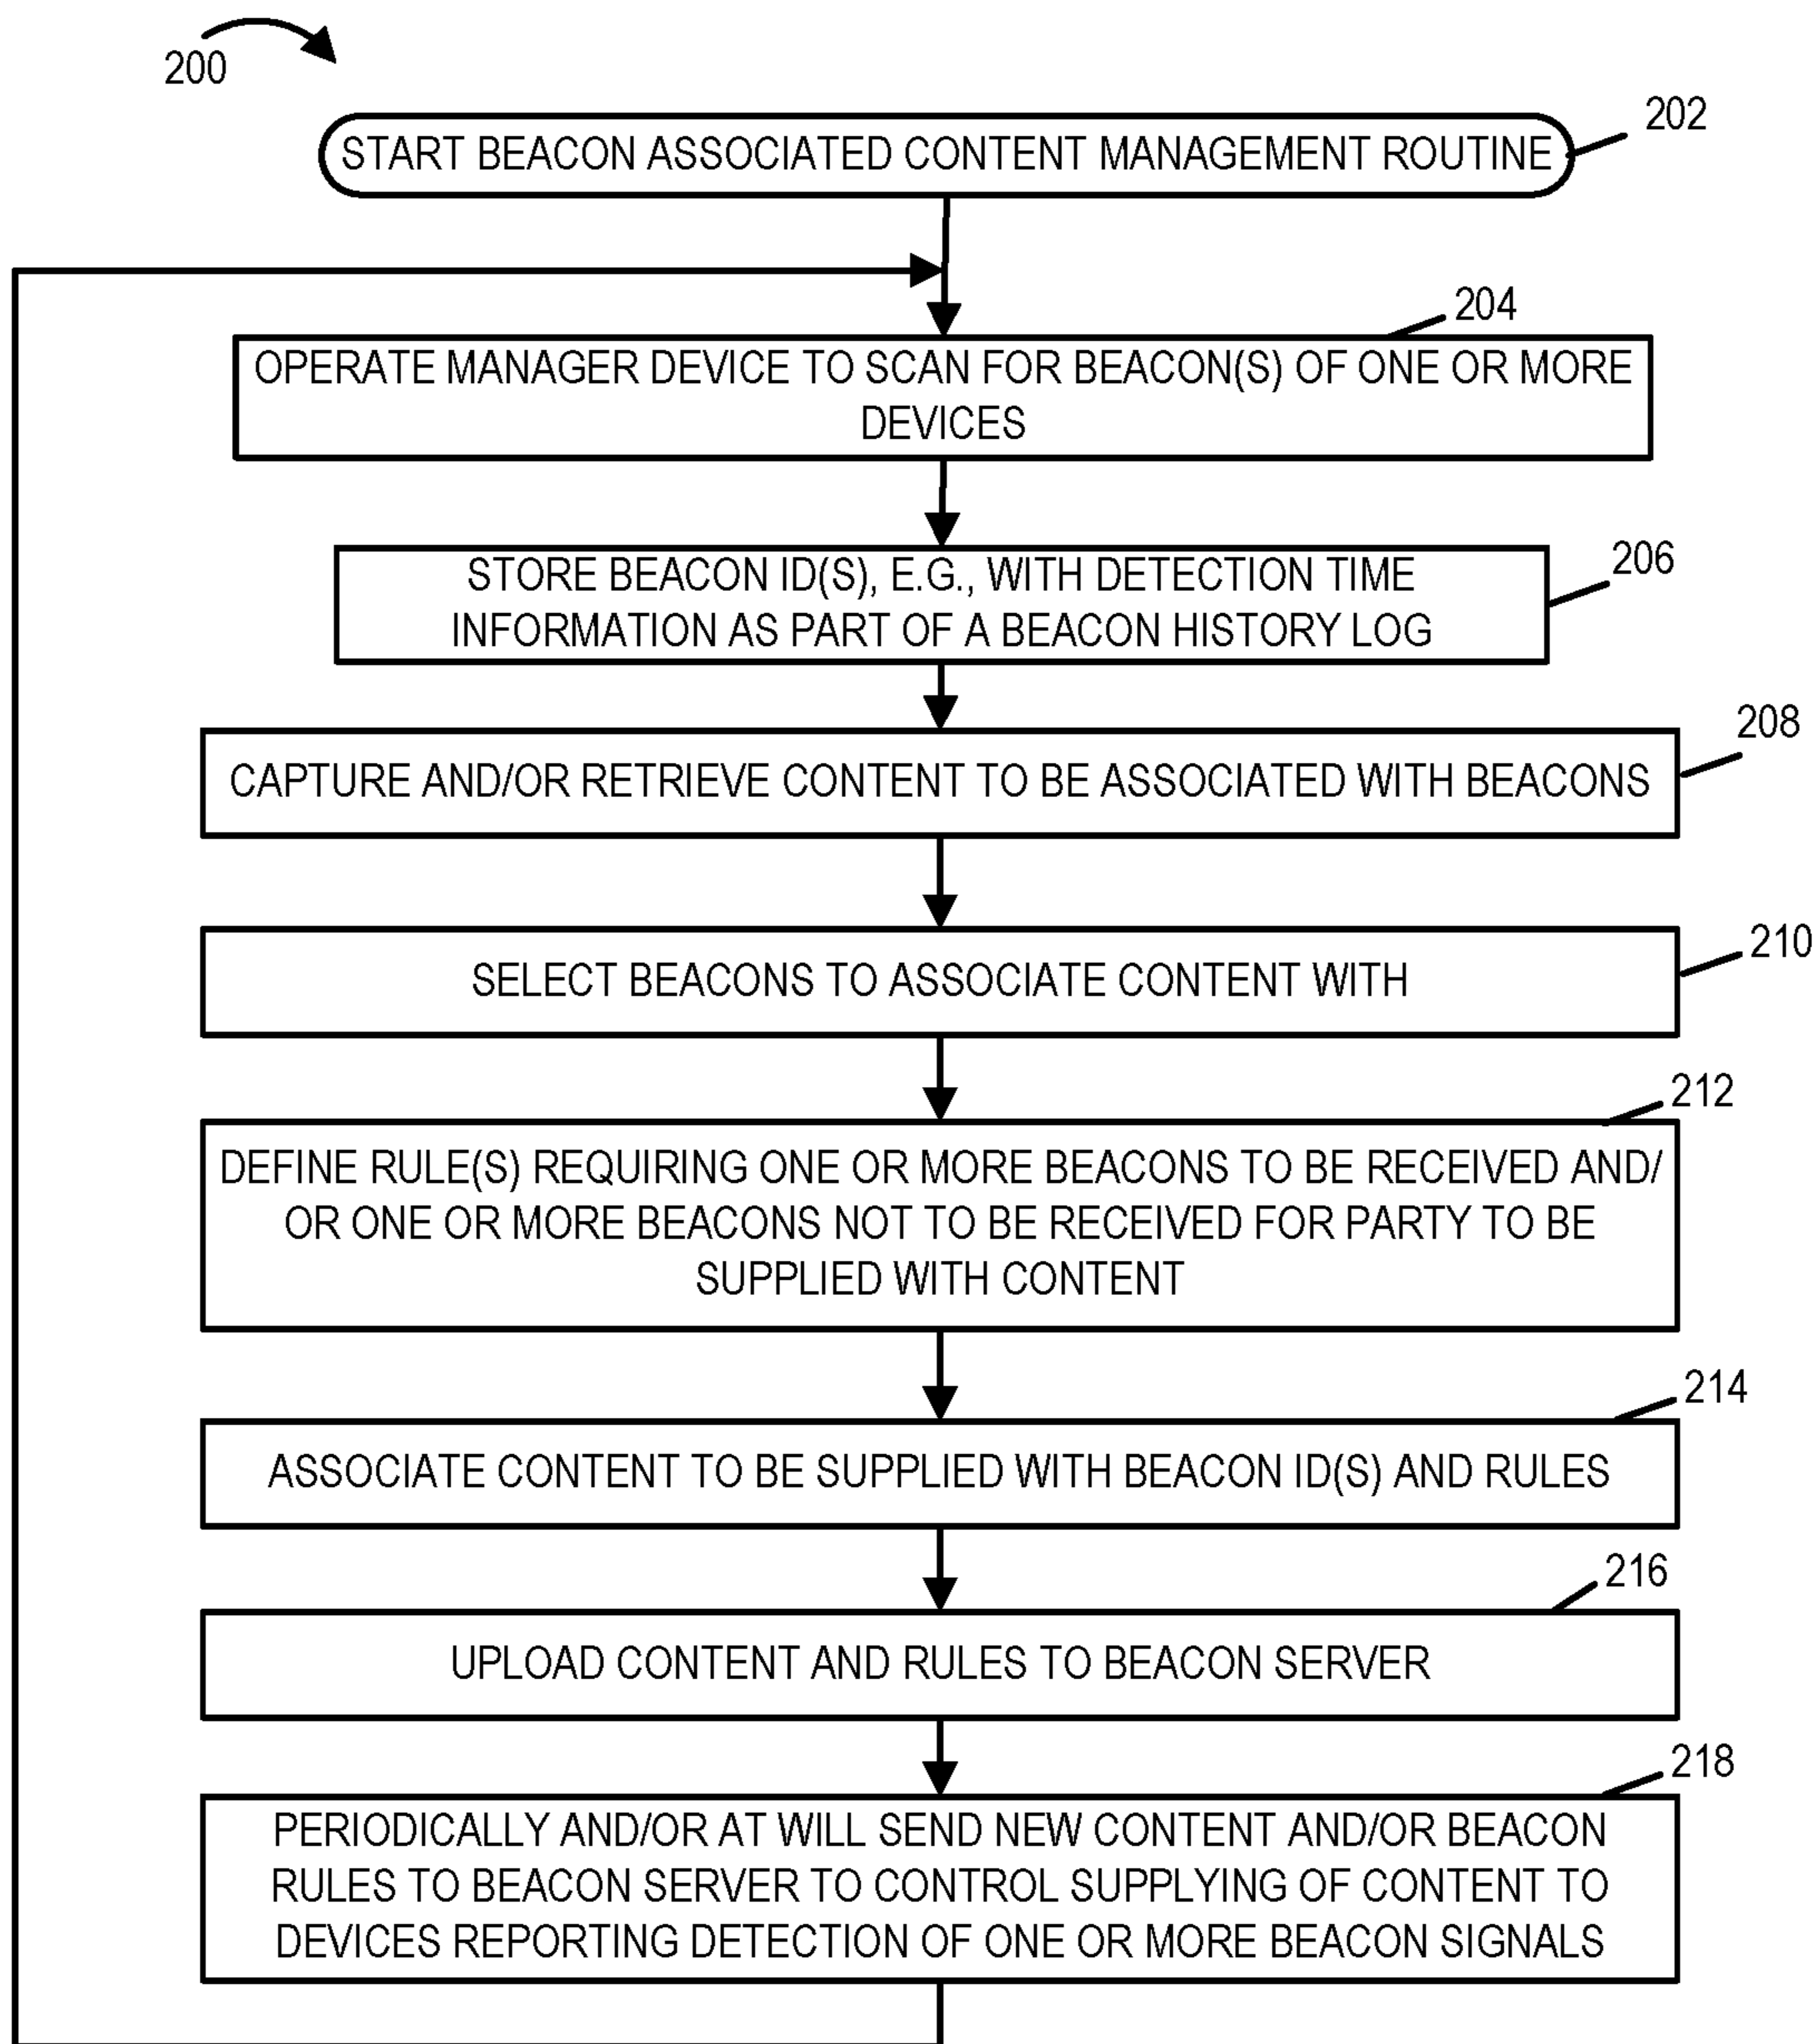 200
START BEACON ASSOCIATED CONTENT MANAGEMENT ROUTINE
202
204
OPERATE MANAGER DEVICE TO SCAN FOR BEACON(S) OF ONE OR MORE
DEVICES
206
STORE BEACON ID(S), E.G., WITH DETECTION TIME
INFORMATION AS PART OF A BEACON HISTORY LOG
208
CAPTURE AND/OR RETRIEVE CONTENT TO BE ASSOCIATED WITH BEACONS
210
SELECT BEACONS TO ASSOCIATE CONTENT WITH
212
DEFINE RULE(S) REQUIRING ONE OR MORE BEACONS TO BE RECEIVED AND/
OR ONE OR MORE BEACONS NOT TO BE RECEIVED FOR PARTY TO BE
SUPPLIED WITH CONTENT
214
ASSOCIATE CONTENT TO BE SUPPLIED WITH BEACON ID(S) AND RULES
216
UPLOAD CONTENT AND RULES TO BEACON SERVER
218
PERIODICALLY AND/OR AT WILL SEND NEW CONTENT AND/OR BEACON
RULES TO BEACON SERVER TO CONTROL SUPPLYING OF CONTENT TO
DEVICES REPORTING DETECTION OF ONE OR MORE BEACON SIGNALS